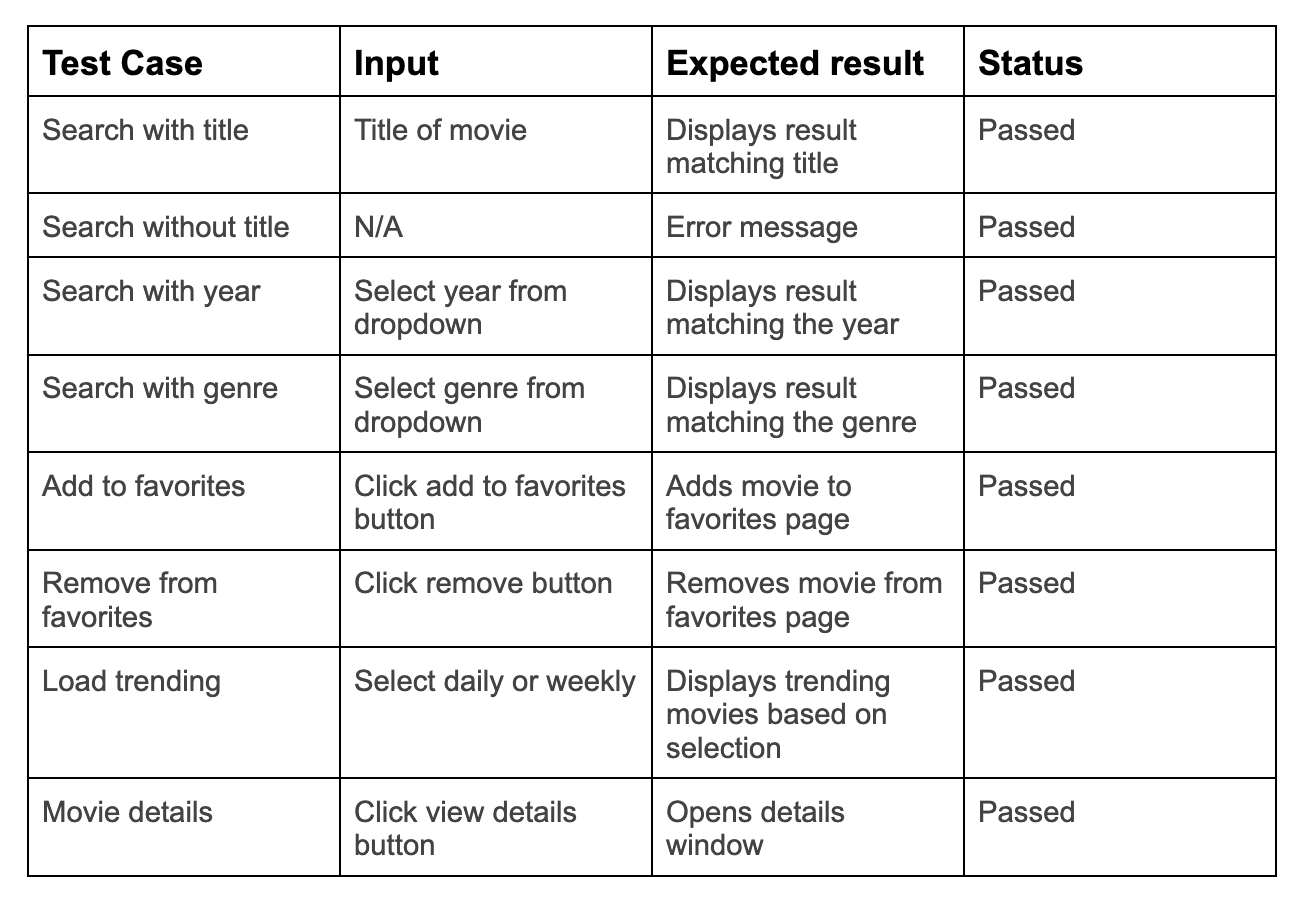 Test Case Input Expected result Status
Search with title Title of movie Displays result Passed
matching title
Search without title N/A Error message Passed
Search with year Select year from Displays result Passed
dropdown matching the year
Search with genre Select genre from Displays result Passed
dropdown matching the genre
Add to favorites Click add to favorites Adds movie to Passed
button favorites page
Remove from Click remove button Removes movie from Passed
favorites favorites page
Load trending Select daily or weekly Displays trending Passed
movies based on
selection
Movie details Click view details Opens details Passed
button window